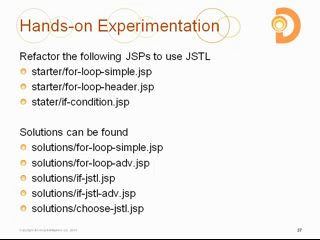 Hands-on Experimentation
Refactor the following JSPs to use JSTL
starter/for-loop-simple.jsp
starter/for-loop-header.jsp
stater/if-condition.jsp
Solutions can be found
solutions/for-loop-simple.jsp
solutions/for-loop-adv.jsp
solutions/if-jstl.jsp
solutions/if-jstl-adv.jsp
solutions/choose-jstl.jsp
37